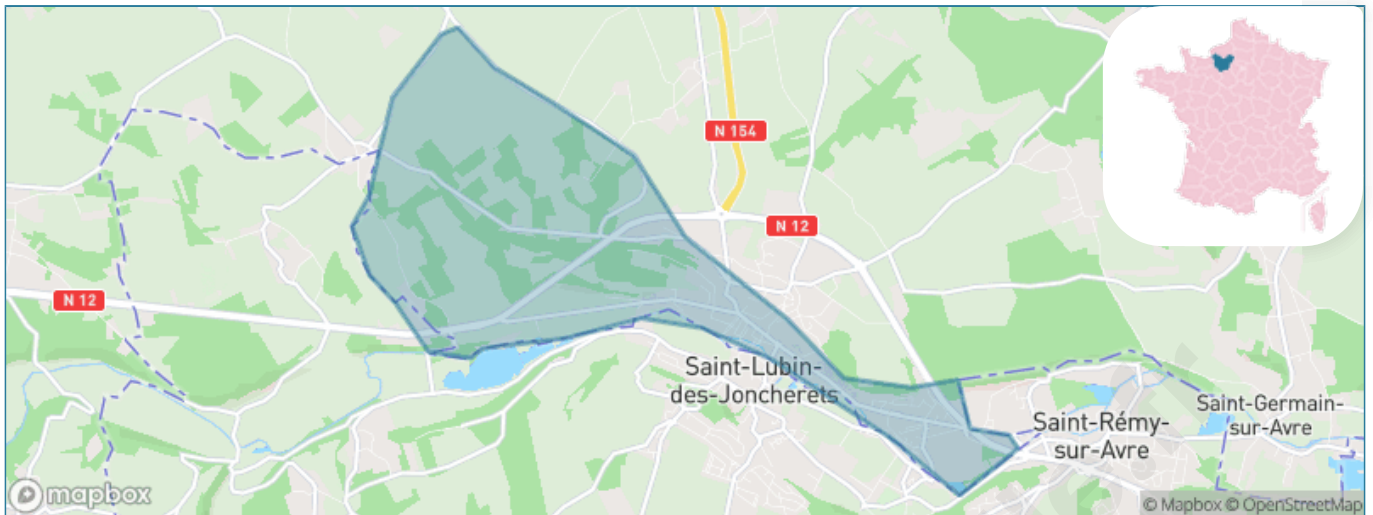 N 154
N 12
N 12
Saint-Lubin-
des-Joncherets
Saint-Rémy-
sur-Avre
Saint-Germain-
sur-Avre
mapbox
© Mapbox © OpenStreetMap